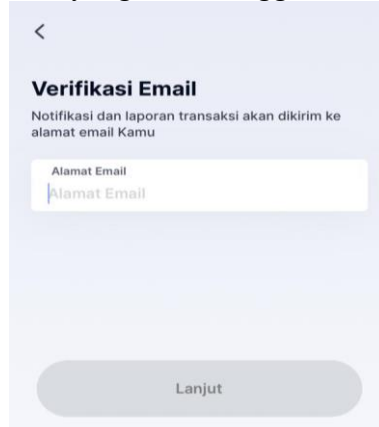 Verifikasi Email
Notifikasi dan laporan transaksi akan dikirim ke
alamat email Kamu
Alamat Email
Alamat Email
Lanjut